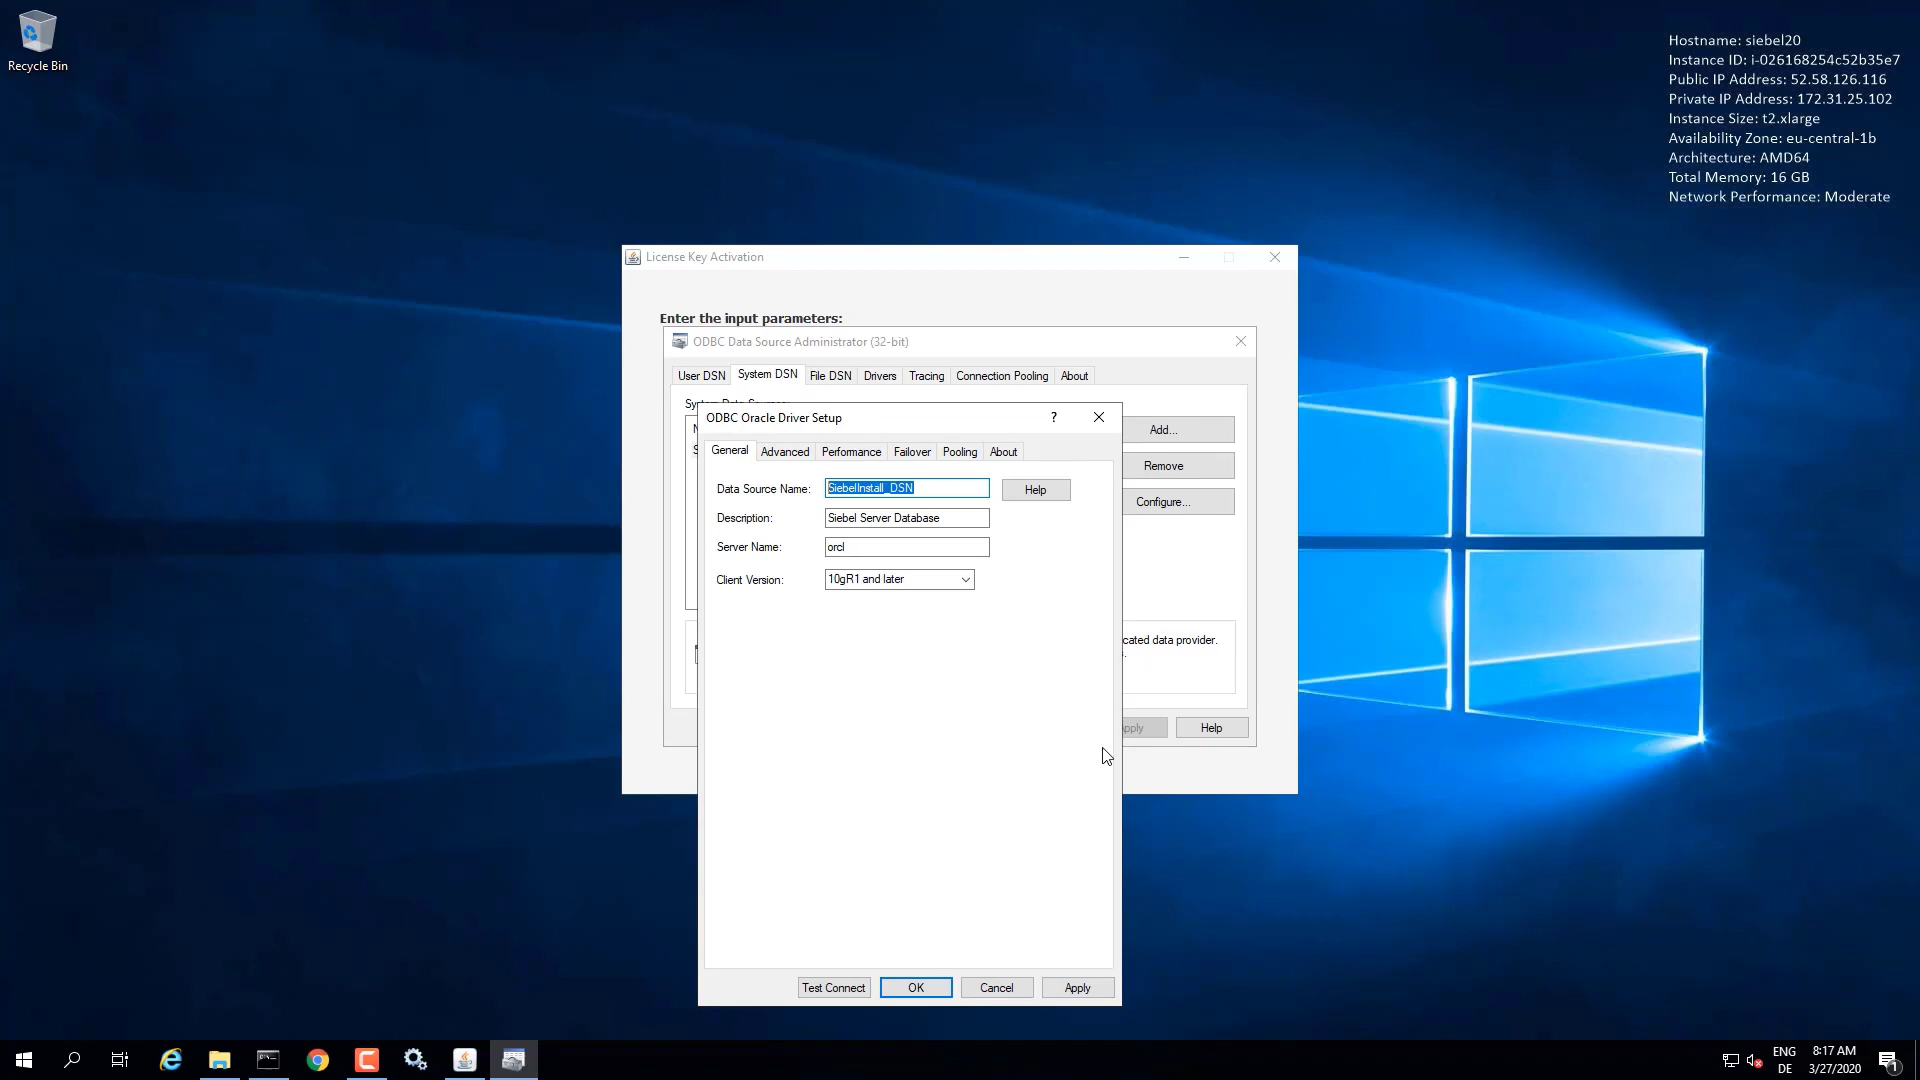 Recycle Bin
Hostname: siebel20
Instance ID: i-026168254c52b35e7
Public IP Address: 52.58.126.116
Private IP Address: 172.31.25.102
Instance Size: t2.xlarge
Availability Zone: eu-central-1b
Architecture: AMD64
Total Memory: 16 GB
Network Performance: Moderate
License Key Activation
Enter the input parameters:
ODBC Data Source Administrator (32-bit)
User DSN System DSN File DSN Drivers Tracing Connection Pooling About
Add...
Remove
Configure...
cated data provider.
Help
ODBC Oracle Driver Setup
?
General Advanced Performance Failover Pooling About
Data Source Name: SiebelInstall_DSN Help
Description: Siebel Server Database
Server Name: orcl
Client Version: 10gR1 and later
Test Connect OK Cancel Apply
ENG 8:17 AM
DE 3/27/2020
1